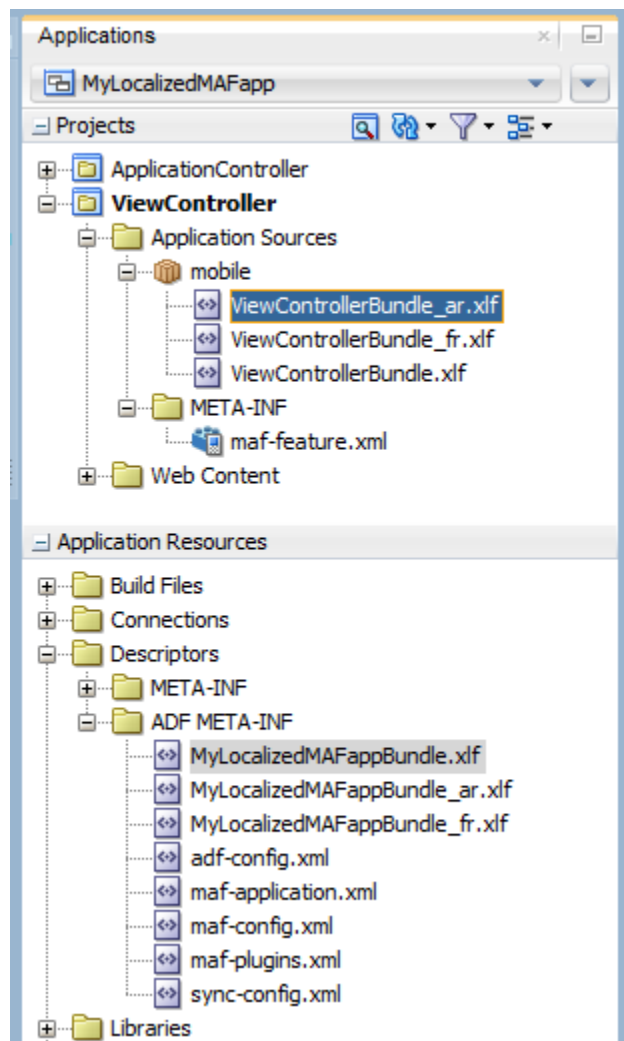 Applications
MyLocalizedMAFapp
Projects
ApplicationController
ViewController
Application Sources
mobile
ViewControllerBundle_ar.xlf
ViewControllerBundle_fr.xlf
ViewControllerBundle.xlf
META-INF
maf-feature.xml
Web Content
Application Resources
Build Files
Connections
Descriptors
META-INF
ADF META-INF
MyLocalizedMAFappBundle.xlf
MyLocalizedMAFappBundle_ar.xlf
MyLocalizedMAFappBundle_fr.xlf
adf-config.xml
maf-application.xml
maf-config.xml
maf-plugins.xml
sync-config.xml
Libraries